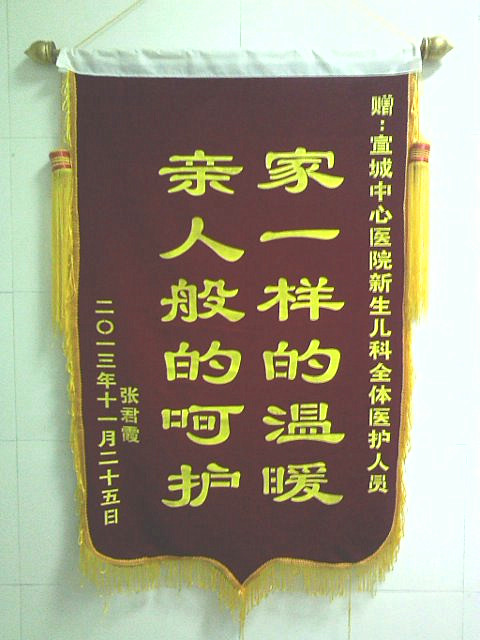 赠:宣城中心医院新生儿科全体医护人员
家一样的温暖
亲人般的呵护
张君霞
二〇一三年十一月二十五日